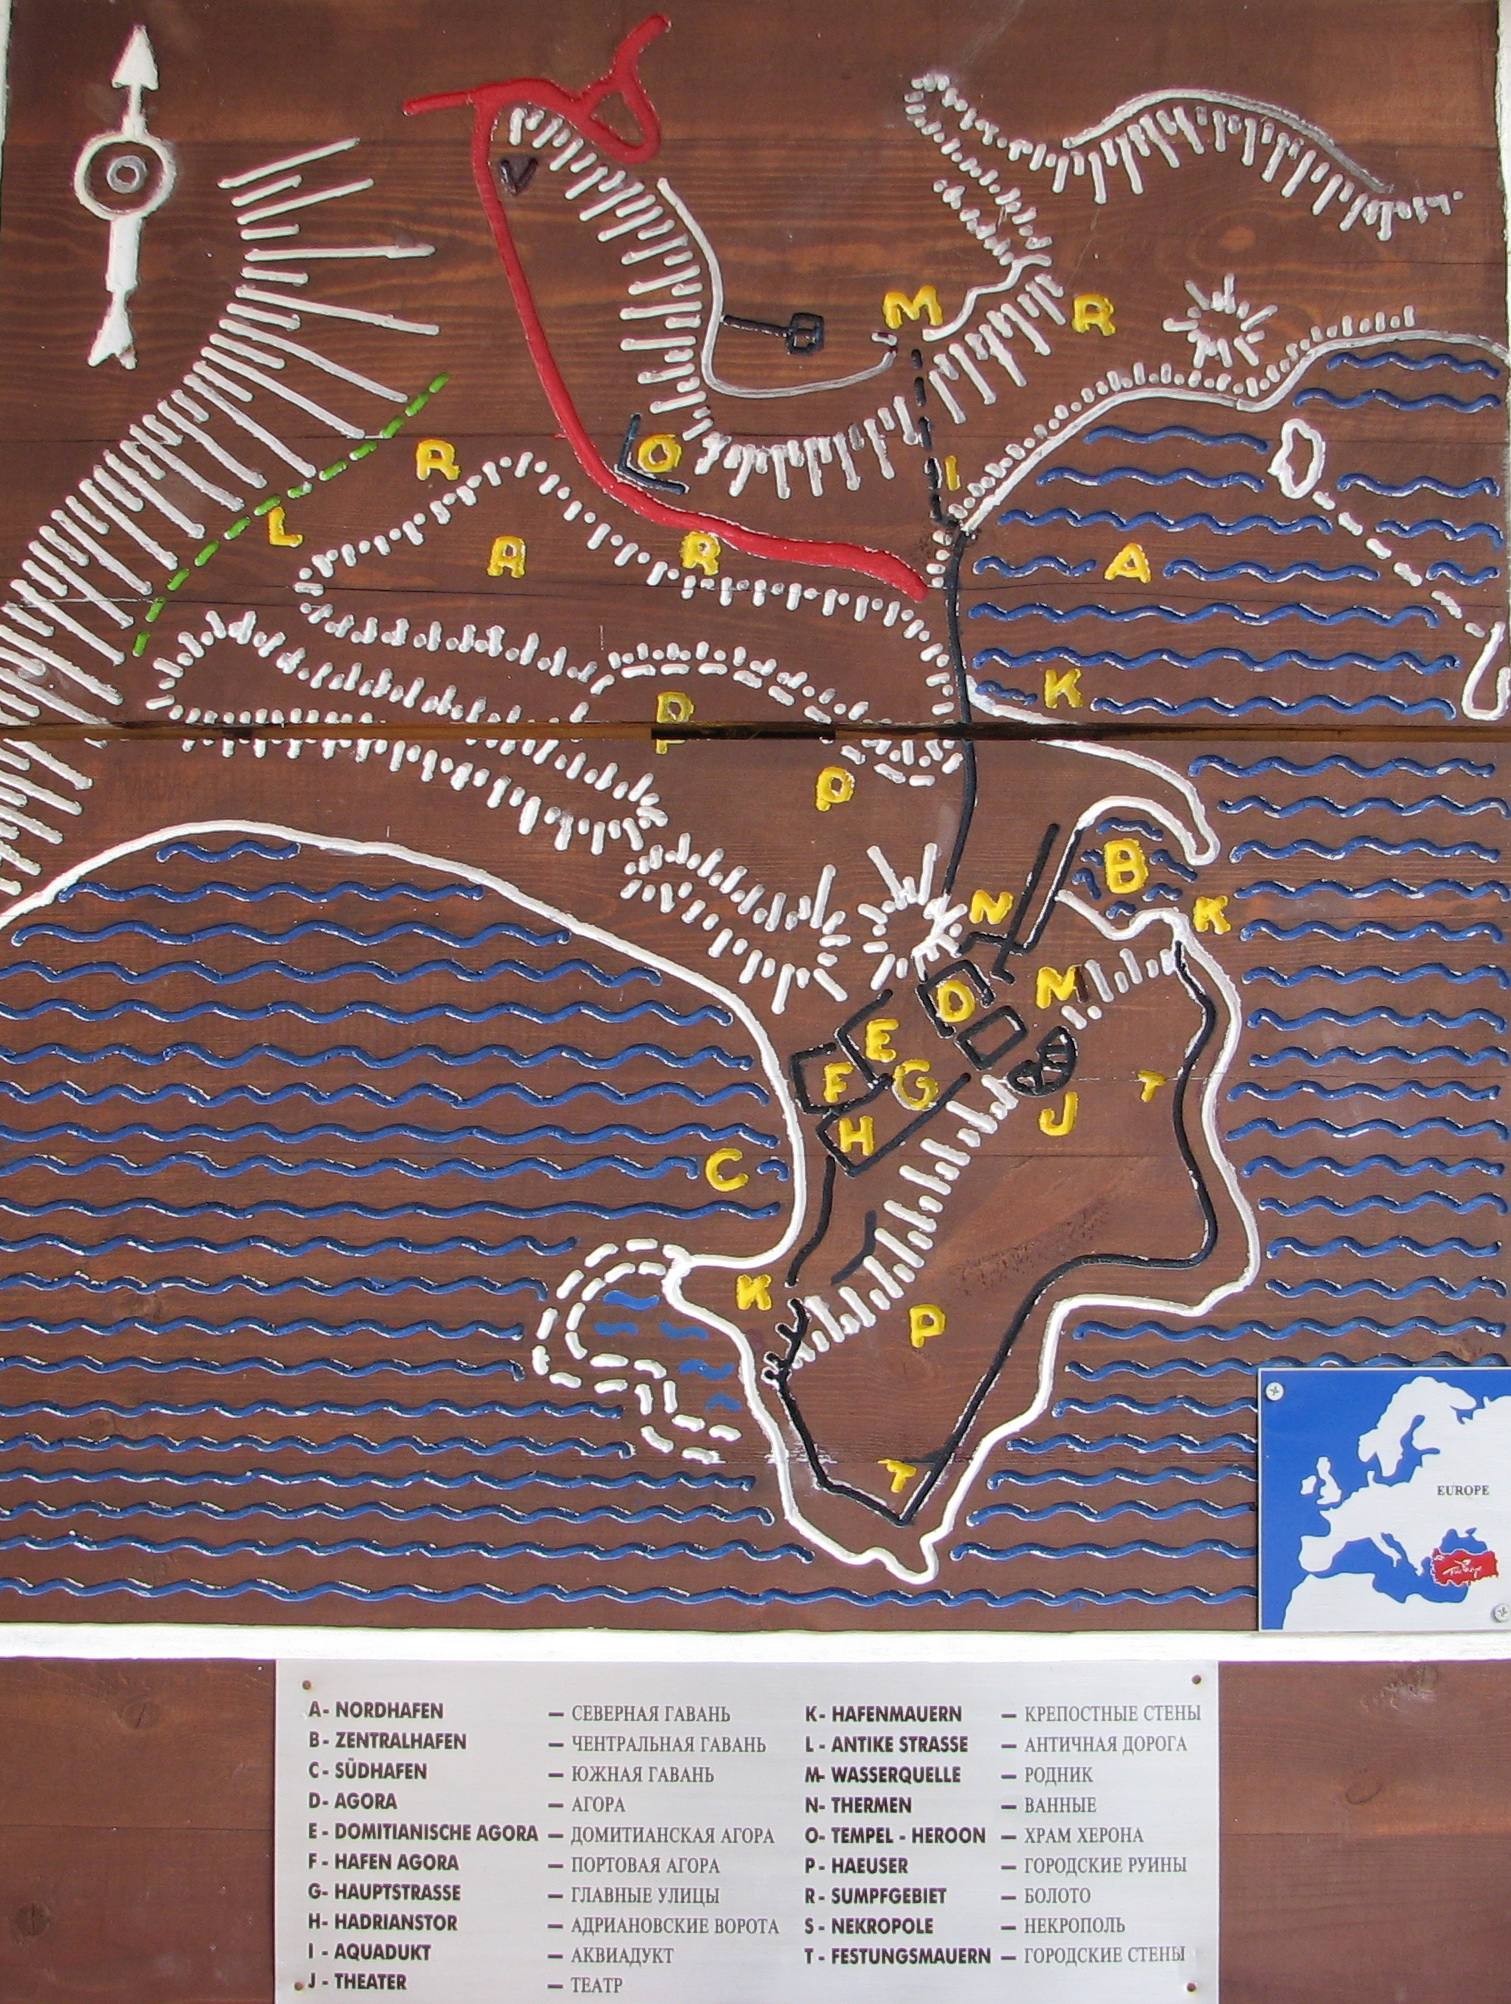 V
M
R
R
O
I
L
A
R
A
K
P
P
B
N
K
D
M
E
F
G
T
J
H
C
K
P
T
EUROPE
A- NORDHAFEN — СЕВЕРНАЯ ГАВАНЬ
B- ZENTRALHAFEN — ЧЕНТРАЛЬНАЯ ГАВАНЬ
C- SÜDHAFEN — ЮЖНАЯ ГАВАНЬ
D- AGORA — АГОРА
E - DOMITIANISCHE AGORA — ДОМИТИАНСКАЯ АГОРА
F - HAFEN AGORA — ПОРТОВАЯ АГОРА
G- HAUPTSTRASSE — ГЛАВНЫЕ УЛИЦЫ
H- HADRIANSTOR — АДРИАНОВСКИЕ ВОРОТА
I - AQUADUKT — АКВИАДУКТ
J - THEATER — ТЕАТР
K- HAFENMAUERN — КРЕПОСТНЫЕ СТЕНЫ
L - ANTIKE STRASSE — АНТИЧНАЯ ДОРОГА
M- WASSERQUELLE — РОДНИК
N- THERMEN — ВАННЫЕ
O- TEMPEL - HEROON — ХРАМ ХЕРОНА
P - HAEUSER — ГОРОДСКИЕ РУИНЫ
R - SUMPFGEBIET — БОЛОТО
S - NEKROPOLE — НЕКРОПОЛЬ
T - FESTUNGSMAUERN — ГОРОДСКИЕ СТЕНЫ